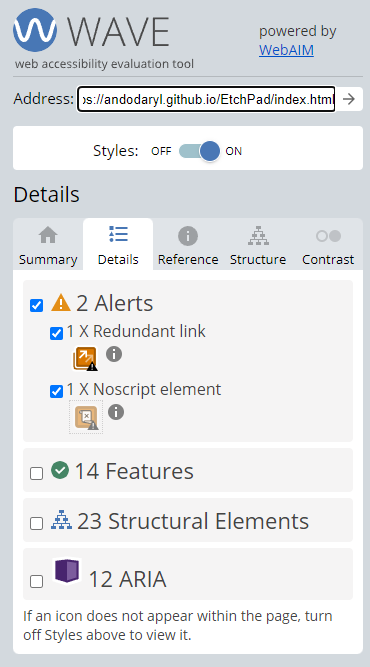 WAVE
web accessibility evaluation tool
powered by
WebAIM
Address: ps://andodaryl.github.io/EtchPad/index.html
Styles: OFF ON
Details
Summary Details Reference Structure Contrast
2 Alerts
1 X Redundant link
1 X Noscript element
14 Features
23 Structural Elements
12 ARIA
If an icon does not appear within the page, turn
off Styles above to view it.